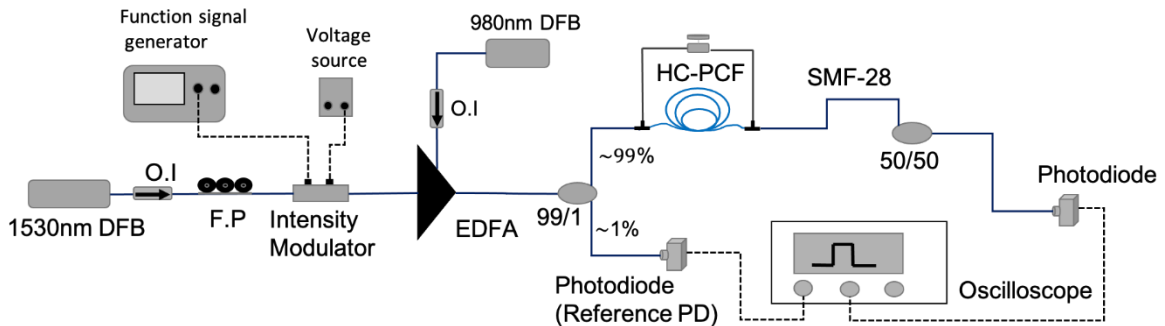 Function signal
generator
Voltage
source
980nm DFB
O.I
HC-PCF
SMF-28
~99%
50/50
O.I
F.P
1530nm DFB
Intensity
Modulator
EDFA
99/1
~1%
Photodiode
Photodiode
(Reference PD)
Oscilloscope